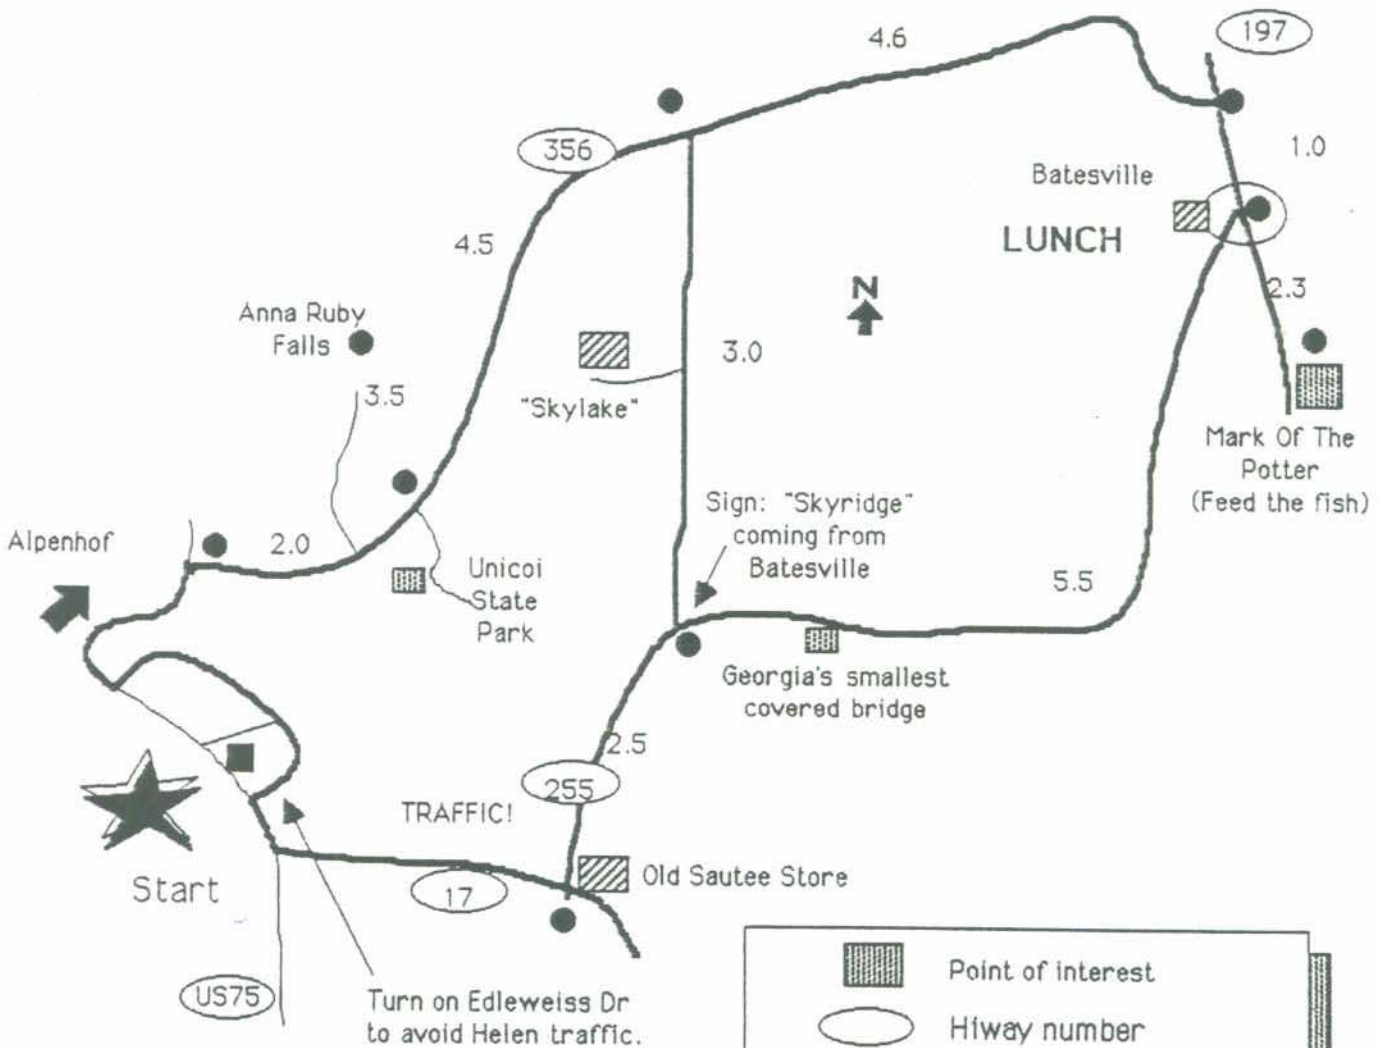 197
4.6
356
1.0
Batesville
4.5
LUNCH
N
2.3
Anna Ruby
Falls
3.0
3.5
"Skylake"
Mark Of The
Potter
(Feed the fish)
Sign: "Skyridge"
coming from
Batesville
Alpenhof
2.0
Unicoi
State
Park
5.5
Georgia's smallest
covered bridge
2.5
255
TRAFFIC!
Old Sautee Store
Start
17
US75
Turn on Edleweiss Dr
to avoid Helen traffic.
Point of interest
Hiway number